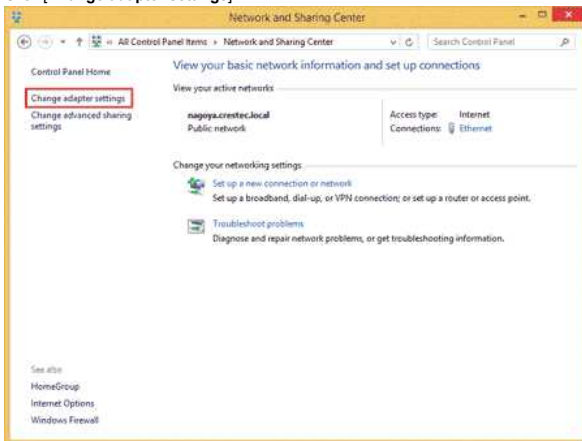 Network and Sharing Center
« All Control Panel Items › Network and Sharing Center
Search Control Panel
Control Panel Home
Change adapter settings
Change advanced sharing
settings
View your basic network information and set up connections
View your active networks
nagoya.crestec.local
Public network
Access type: Internet
Connections: Ethernet
Change your networking settings
Set up a new connection or network
Set up a broadband, dial-up, or VPN connection; or set up a router or access point.
Troubleshoot problems
Diagnose and repair network problems, or get troubleshooting information.
See also
HomeGroup
Internet Options
Windows Firewall